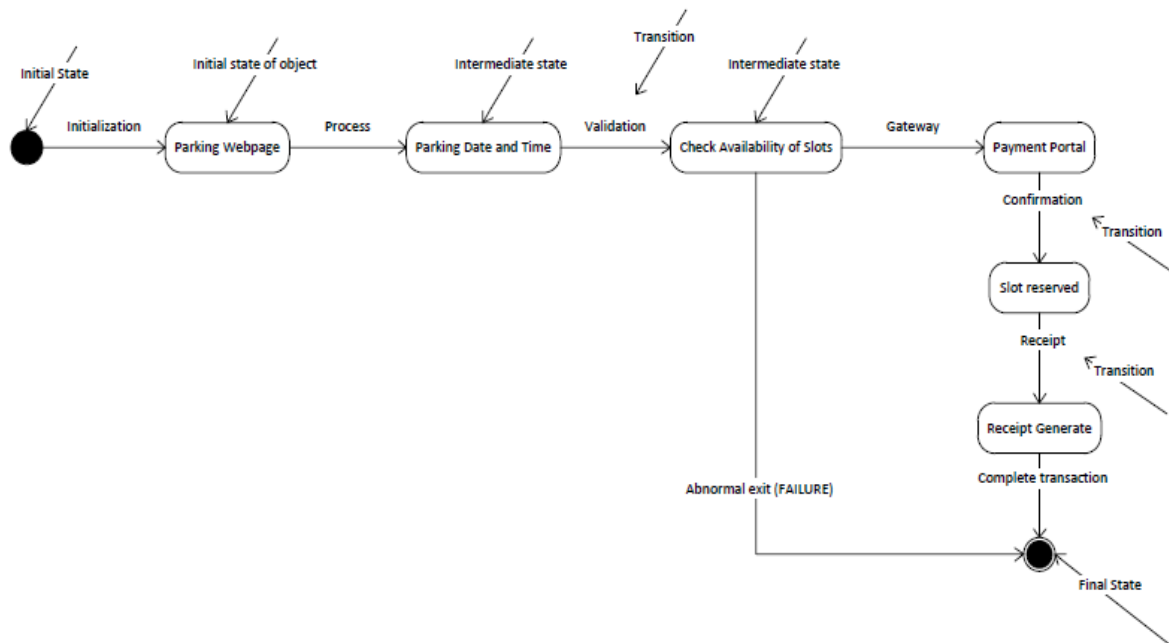 Transition
Initial State
Initial state of object
Intermediate state
Intermediate state
Initialization
Process
Validation
Gateway
Parking Webpage
Parking Date and Time
Check Availability of Slots
Payment Portal
Confirmation
Transition
Slot reserved
Receipt
Transition
Receipt Generate
Complete transaction
Abnormal exit (FAILURE)
Final State